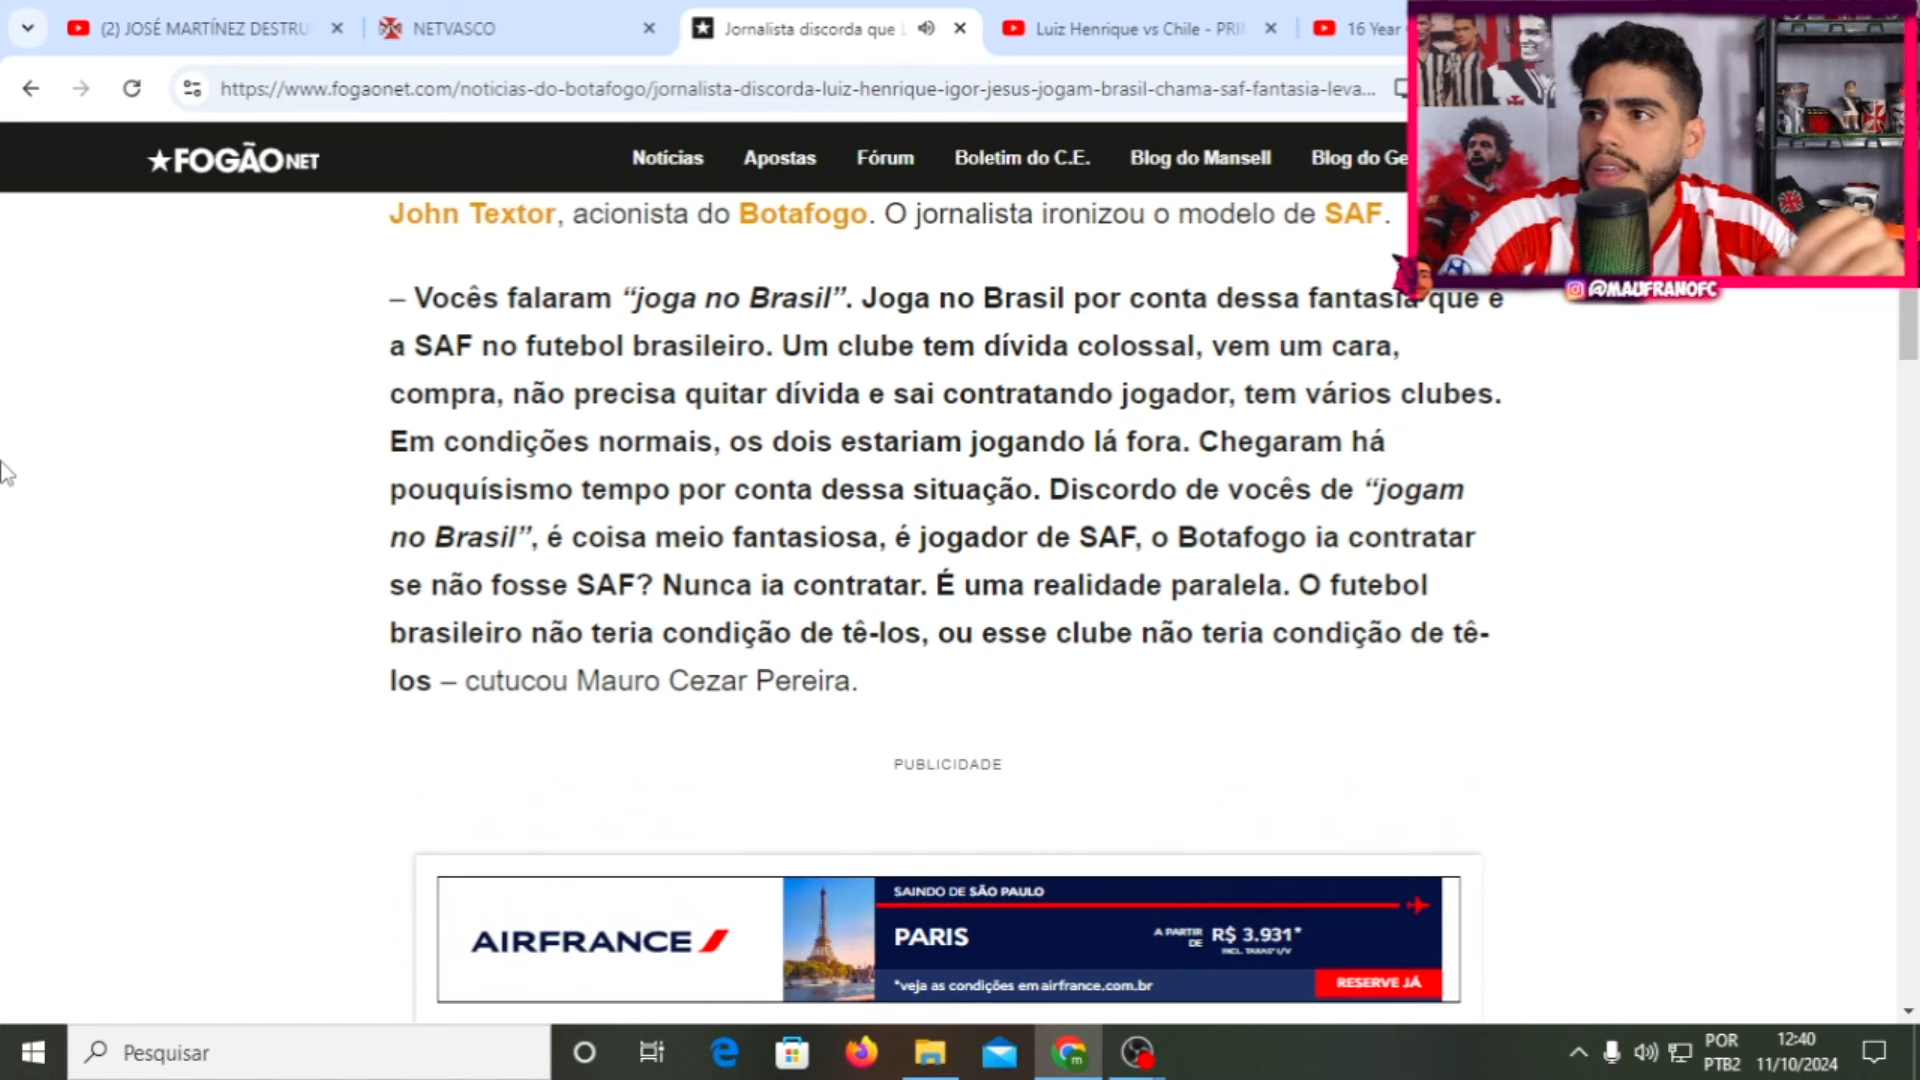 (2) JOSÉ MARTÍNEZ DESTRU
NETVASCO
Jornalista discorda que
Luiz Henrique vs Chile - PRI
16 Year
https://www.fogaonet.com/noticias-do-botafogo/jornalista-discorda-luiz-henrique-igor-jesus-jogam-brasil-chama-saf-fantasia-leva...
FOGÃO NET
Notícias
Apostas
Fórum
Boletim do C.E.
Blog do Mansell
Blog do Ge
@MAUFRANOFC
John Textor, acionista do Botafogo. O jornalista ironizou o modelo de SAF.
– Vocês falaram “joga no Brasil”. Joga no Brasil por conta dessa fantasia que é
a SAF no futebol brasileiro. Um clube tem dívida colossal, vem um cara,
compra, não precisa quitar dívida e sai contratando jogador, tem vários clubes.
Em condições normais, os dois estariam jogando lá fora. Chegaram há
pouquísismo tempo por conta dessa situação. Discordo de vocês de “jogam
no Brasil”, é coisa meio fantasiosa, é jogador de SAF, o Botafogo ia contratar
se não fosse SAF? Nunca ia contratar. É uma realidade paralela. O futebol
brasileiro não teria condição de tê-los, ou esse clube não teria condição de tê-
los – cutucou Mauro Cezar Pereira.
PUBLICIDADE
AIRFRANCE
SAINDO DE SÃO PAULO
PARIS
A PARTIR
DE
R$ 3.931*
INCL. TAXAS* I/V
*veja as condições em airfrance.com.br
RESERVE JÁ
Pesquisar
POR
PTB2
12:40
11/10/2024